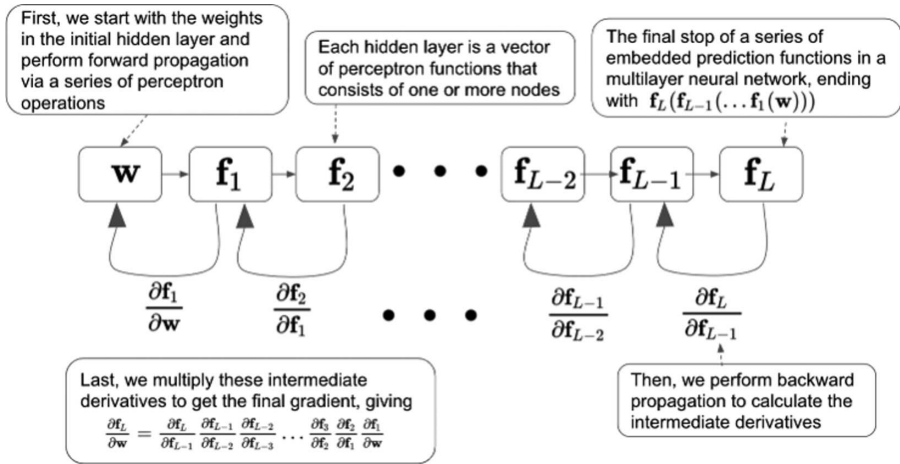 First, we start with the weights
in the initial hidden layer and
perform forward propagation
via a series of perceptron
operations
Each hidden layer is a vector
of perceptron functions that
consists of one or more nodes
The final stop of a series of
embedded prediction functions in a
multilayer neural network, ending
with f_L(f_{L−1}(…f_1(w)))
w f_1 f_2 • • • f_{L−2} f_{L−1} f_L
∂f_1/∂w ∂f_2/∂f_1 • • • ∂f_{L−1}/∂f_{L−2} ∂f_L/∂f_{L−1}
Last, we multiply these intermediate
derivatives to get the final gradient, giving
∂f_L/∂w = ∂f_L/∂f_{L−1} ∂f_{L−1}/∂f_{L−2} ∂f_{L−2}/∂f_{L−3} … ∂f_3/∂f_2 ∂f_2/∂f_1 ∂f_1/∂w
Then, we perform backward
propagation to calculate the
intermediate derivatives